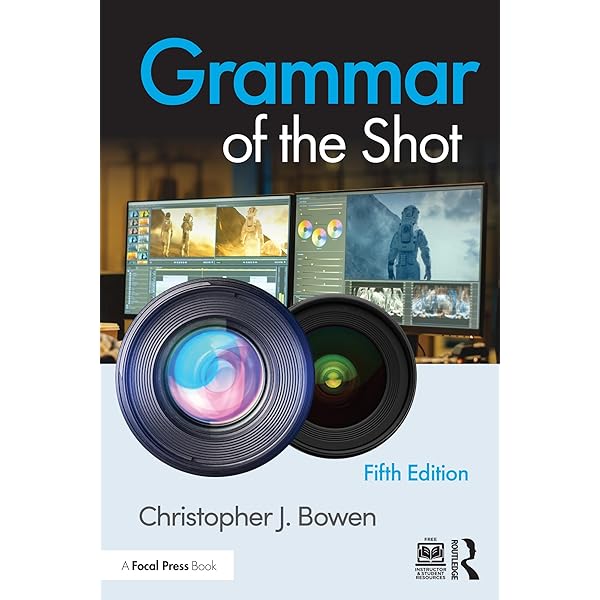 Grammar
of the Shot
Fifth Edition
Christopher J. Bowen
A Focal Press Book
FREE
INSTRUCTOR
& STUDENT
RESOURCES
ROUTLEDGE